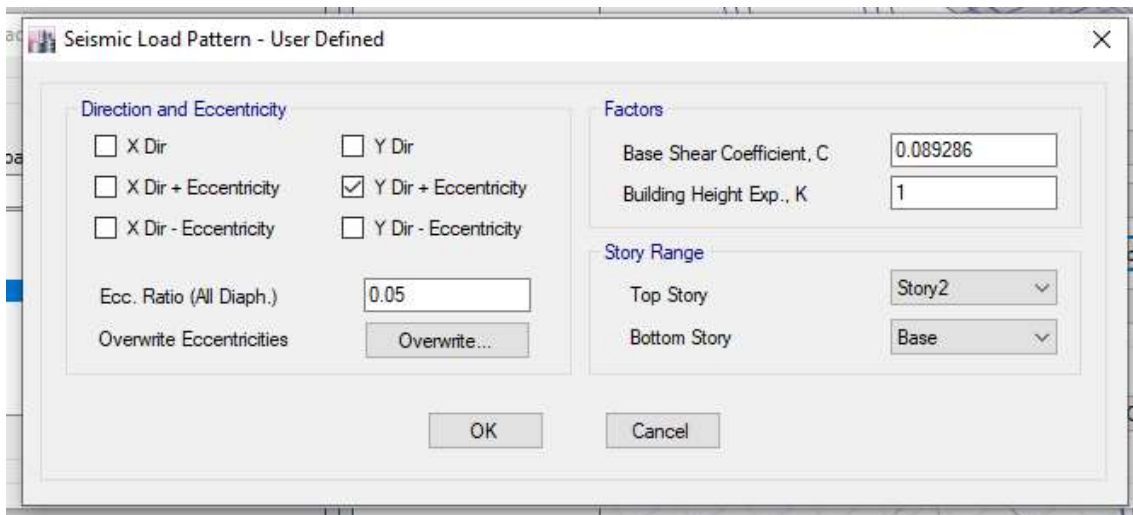 Seismic Load Pattern - User Defined
Direction and Eccentricity
X Dir
Y Dir
X Dir + Eccentricity
Y Dir + Eccentricity
X Dir - Eccentricity
Y Dir - Eccentricity
Ecc. Ratio (All Diaph.)
0.05
Overwrite Eccentricities
Overwrite...
Factors
Base Shear Coefficient, C
0.089286
Building Height Exp., K
1
Story Range
Top Story
Story2
Bottom Story
Base
OK
Cancel